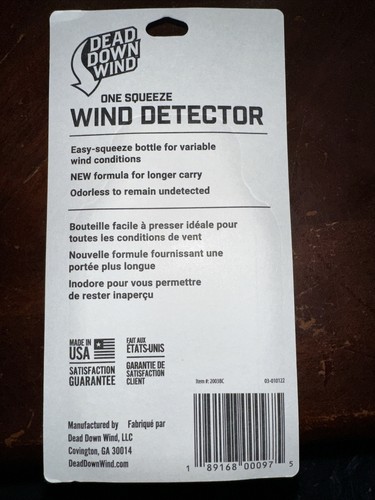 DEAD
DOWN
WIND
ONE SQUEEZE
WIND DETECTOR
Easy-squeeze bottle for variable
wind conditions
NEW formula for longer carry
Odorless to remain undetected
Bouteille facile à presser idéale pour
toutes les conditions de vent
Nouvelle formule fournissant une
portée plus longue
Inodore pour vous permettre
de rester inaperçu
MADE IN
USA
SATISFACTION
GUARANTEE
FAIT AUX
ÉTATS-UNIS
GARANTIE DE
SATISFACTION
CLIENT
Item #: 20038C 03-010122
Manufactured by Fabriqué par
Dead Down Wind, LLC
Covington, GA 30014
DeadDownWind.com
1 89168 00097 5